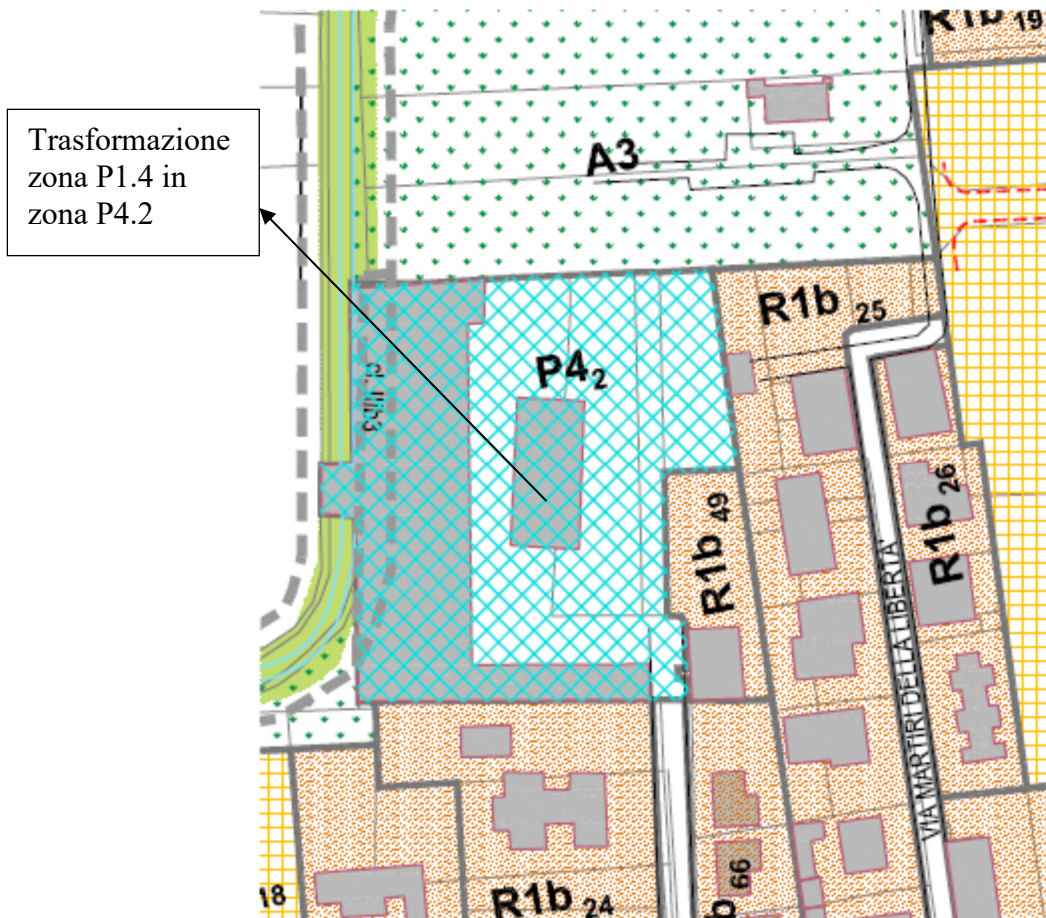 R1b 19
Trasformazione
zona P1.4 in
zona P4.2
A3
R1b 25
P4 2
R1b 49
R1b 26
VIA MARTIRI DELLA LIBERTA'
18
R1b 24
b 66